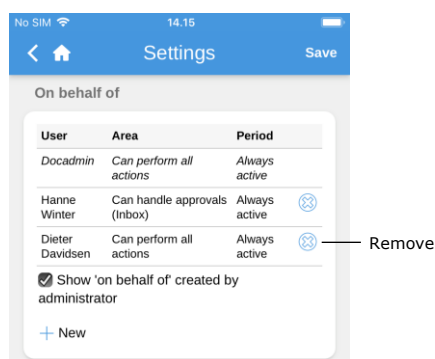 No SIM 14.15
Settings Save
On behalf of
User Area Period
Docadmin Can perform all Always
actions active
Hanne Can handle approvals Always
Winter (Inbox) active
Dieter Can perform all Always
Davidsen actions active
Remove
Show 'on behalf of' created by
administrator
New